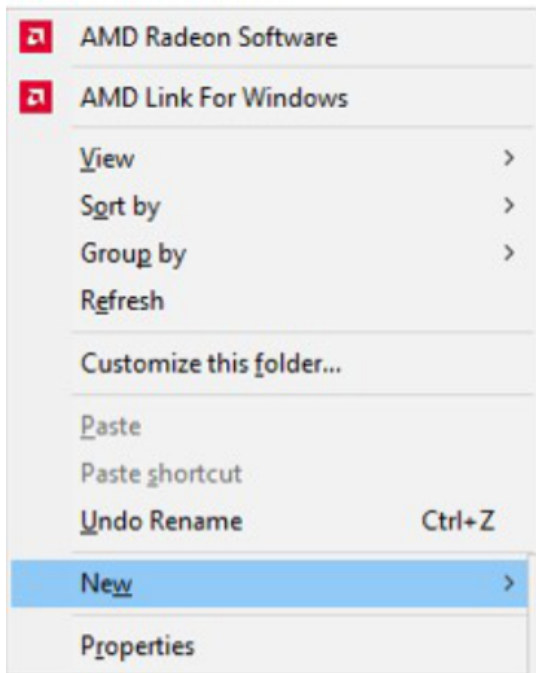 AMD Radeon Software
AMD Link For Windows
View
Sort by
Group by
Refresh
Customize this folder...
Paste
Paste shortcut
Undo Rename Ctrl+Z
New
Properties